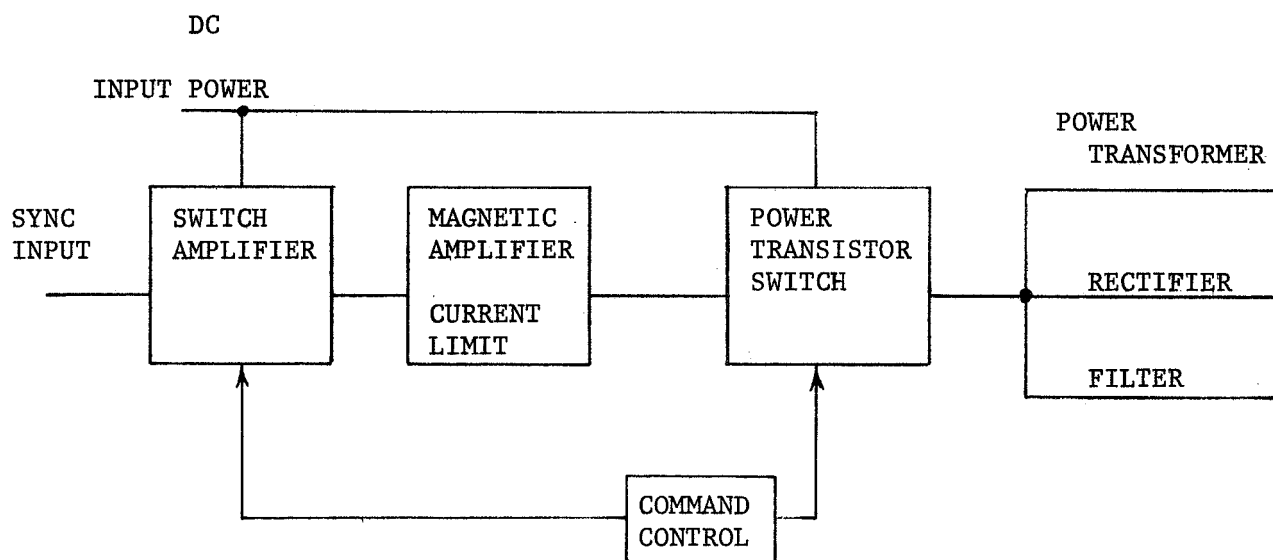 DC
INPUT POWER
POWER
TRANSFORMER
SYNC
INPUT
SWITCH
AMPLIFIER
MAGNETIC
AMPLIFIER
CURRENT
LIMIT
POWER
TRANSISTOR
SWITCH
RECTIFIER
FILTER
COMMAND
CONTROL